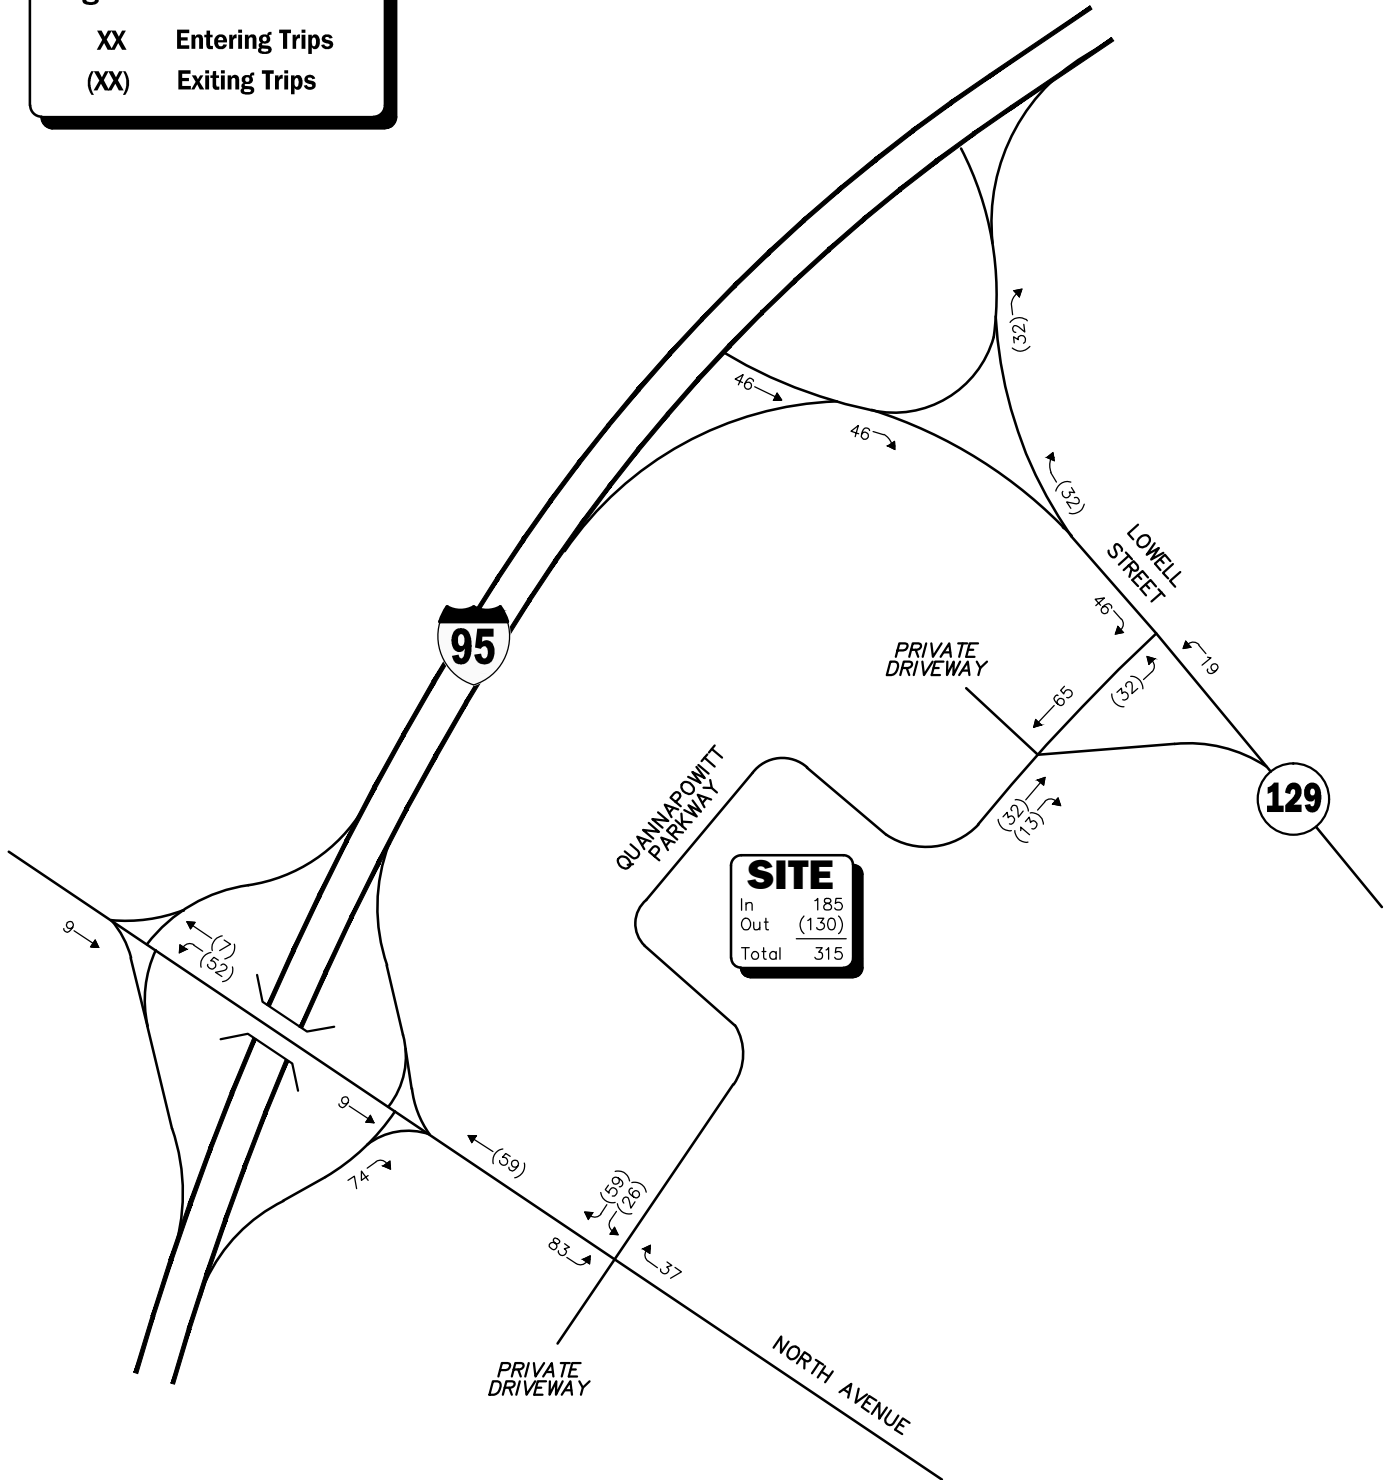 XX Entering Trips
(XX) Exiting Trips
46
46
(32)
(32)
LOWELL
STREET
95
46
19
PRIVATE
DRIVEWAY
(32)
65
QUANNAPOWITT
PARKWAY
129
(32)
(13)
SITE
In 185
Out (130)
Total 315
9
(7)
(52)
9
74
(59)
(59)
(26)
83
37
PRIVATE
DRIVEWAY
NORTH AVENUE